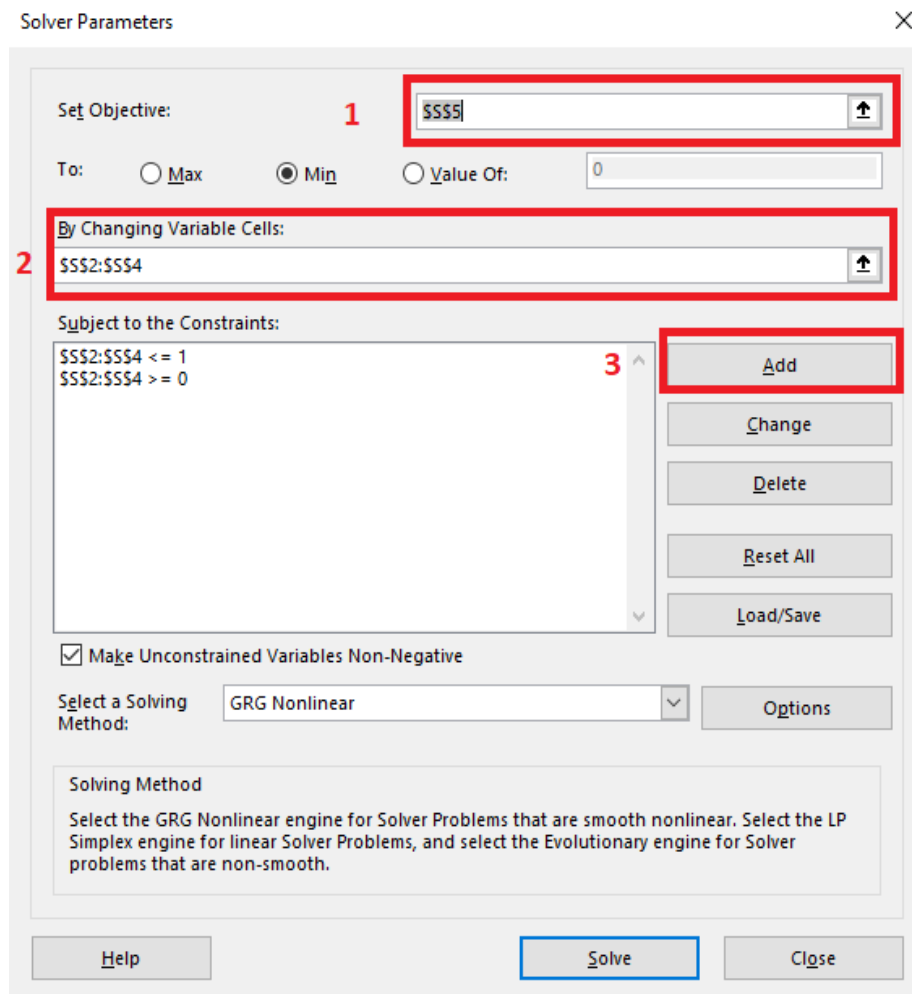 Solver Parameters
Set Objective:
1
$S$5
To:
Max
Min
Value Of:
0
By Changing Variable Cells:
2
$S$2:$S$4
Subject to the Constraints:
$S$2:$S$4 <= 1
$S$2:$S$4 >= 0
3
Add
Change
Delete
Reset All
Load/Save
Make Unconstrained Variables Non-Negative
Select a Solving
Method:
GRG Nonlinear
Options
Solving Method
Select the GRG Nonlinear engine for Solver Problems that are smooth nonlinear. Select the LP
Simplex engine for linear Solver Problems, and select the Evolutionary engine for Solver
problems that are non-smooth.
Help
Solve
Close